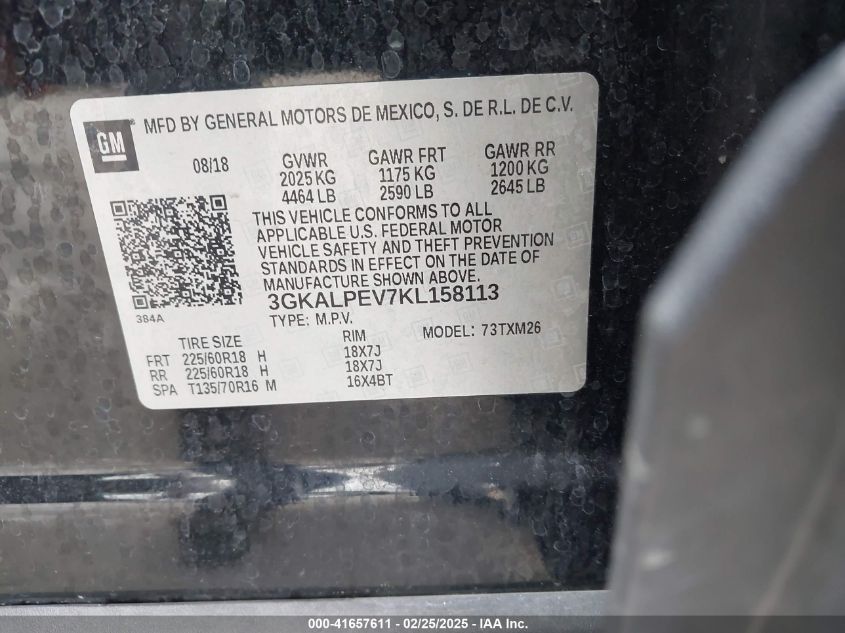 GM
MFD BY GENERAL MOTORS DE MEXICO, S. DE R.L. DE C.V.
08/18 GVWR GAWR FRT GAWR RR
2025 KG 1175 KG 1200 KG
4464 LB 2590 LB 2645 LB
THIS VEHICLE CONFORMS TO ALL
APPLICABLE U.S. FEDERAL MOTOR
VEHICLE SAFETY AND THEFT PREVENTION
STANDARDS IN EFFECT ON THE DATE OF
MANUFACTURE SHOWN ABOVE.
3GKALPEV7KL158113
384A
TYPE: M.P.V.
TIRE SIZE RIM MODEL: 73TXM26
FRT 225/60R18 H 18X7J
RR 225/60R18 H 18X7J
SPA T135/70R16 M 16X4BT
000-41657611 - 02/25/2025 - IAA Inc.